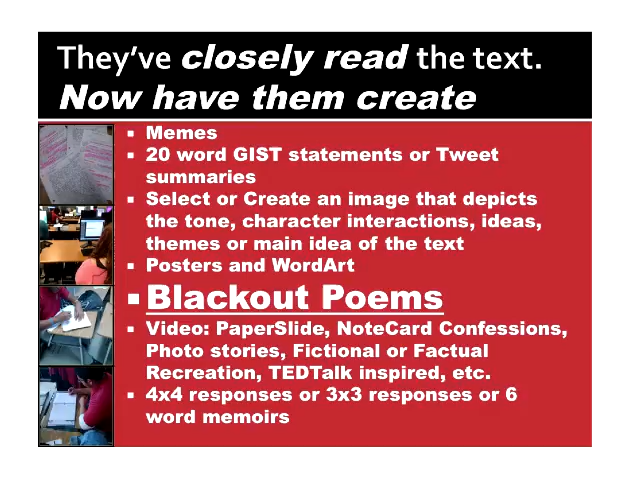 They've closely read the text.
Now have them create
▪ Memes
▪ 20 word GIST statements or Tweet
summaries
▪ Select or Create an image that depicts
the tone, character interactions, ideas,
themes or main idea of the text
▪ Posters and WordArt
▪ Blackout Poems
▪ Video: PaperSlide, NoteCard Confessions,
Photo stories, Fictional or Factual
Recreation, TEDTalk inspired, etc.
▪ 4x4 responses or 3x3 responses or 6
word memoirs